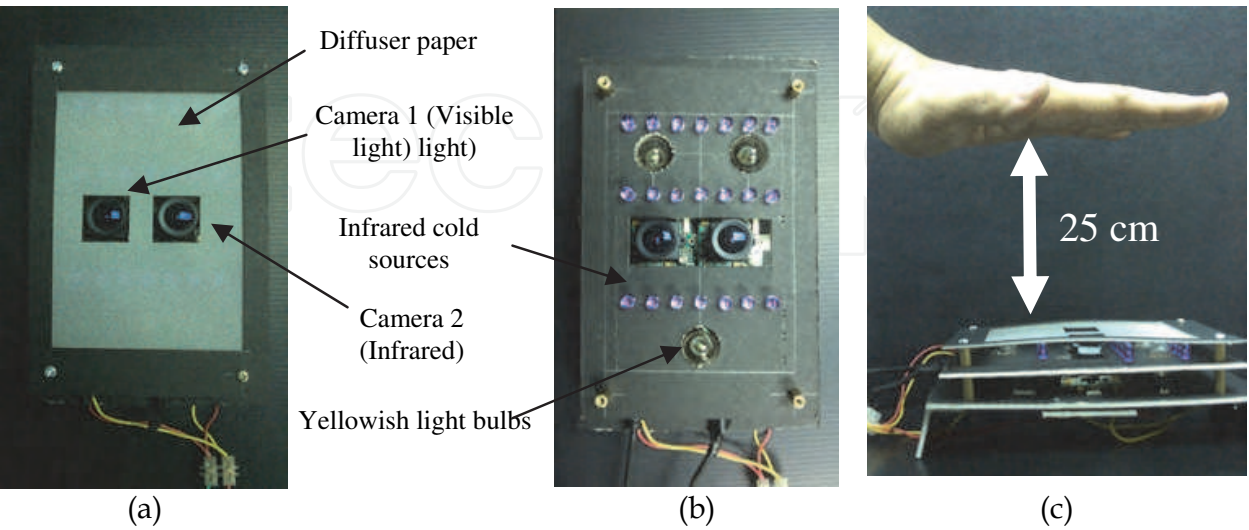 Diffuser paper
Camera 1 (Visible
light) light)
Infrared cold
sources
Camera 2
(Infrared)
Yellowish light bulbs
25 cm
(a)
(b)
(c)